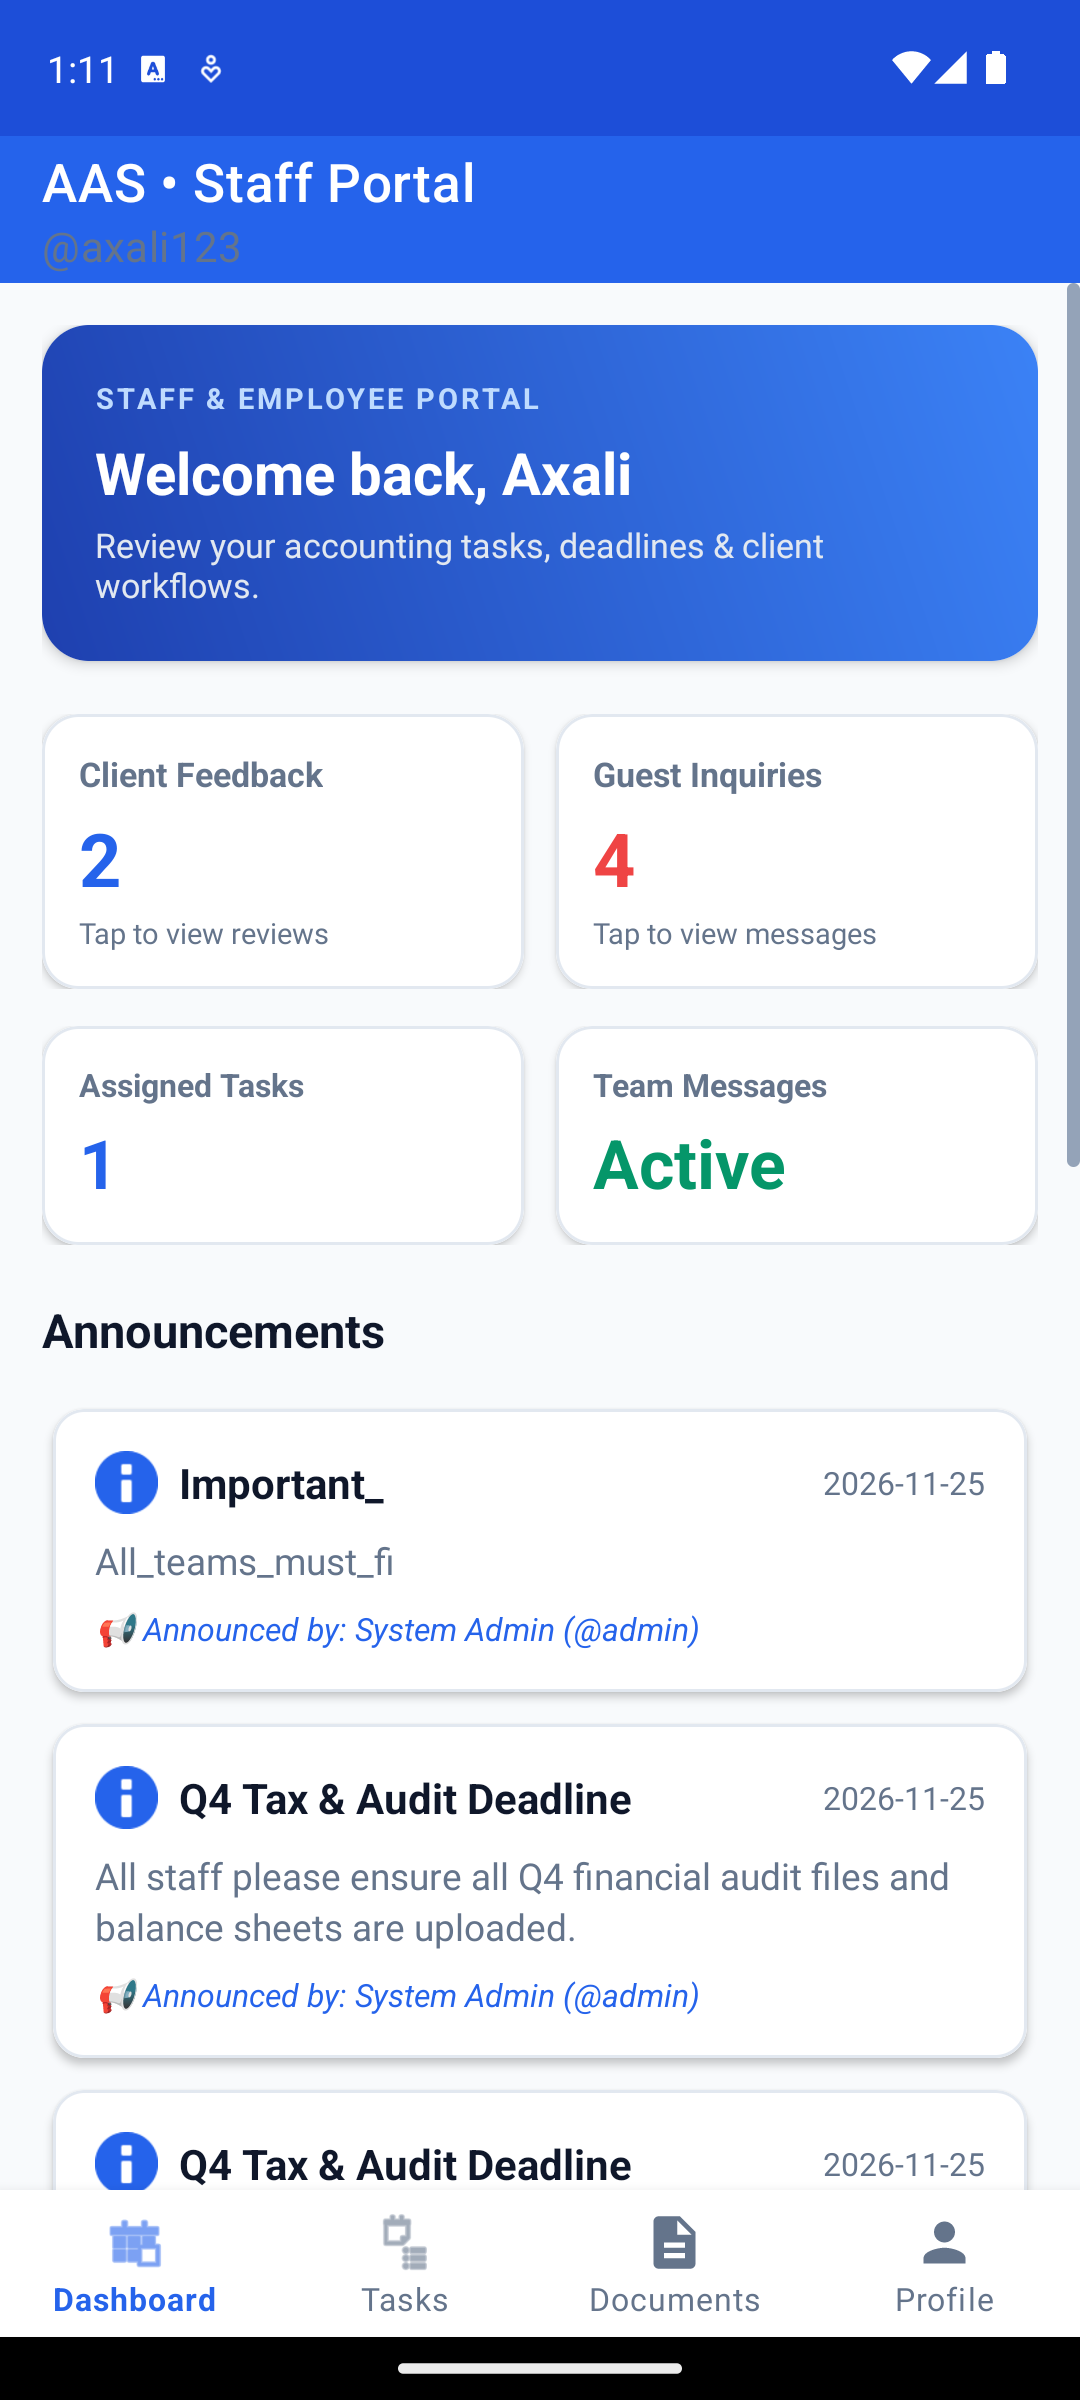 1:11
AAS • Staff Portal
@axali123
STAFF & EMPLOYEE PORTAL
Welcome back, Axali
Review your accounting tasks, deadlines & client
workflows.
Client Feedback
2
Tap to view reviews
Guest Inquiries
4
Tap to view messages
Assigned Tasks
1
Team Messages
Active
Announcements
Important_
2026-11-25
All_teams_must_fi
📢 Announced by: System Admin (@admin)
Q4 Tax & Audit Deadline
2026-11-25
All staff please ensure all Q4 financial audit files and
balance sheets are uploaded.
📢 Announced by: System Admin (@admin)
Q4 Tax & Audit Deadline
2026-11-25
Dashboard
Tasks
Documents
Profile